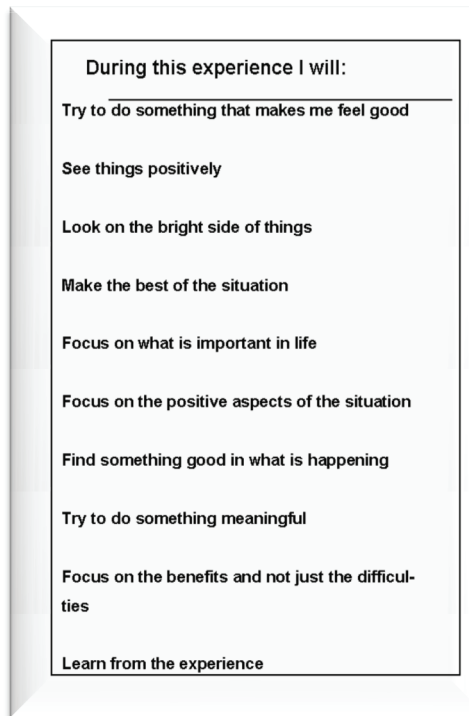 During this experience I will:
Try to do something that makes me feel good
See things positively
Look on the bright side of things
Make the best of the situation
Focus on what is important in life
Focus on the positive aspects of the situation
Find something good in what is happening
Try to do something meaningful
Focus on the benefits and not just the difficul-
ties
Learn from the experience